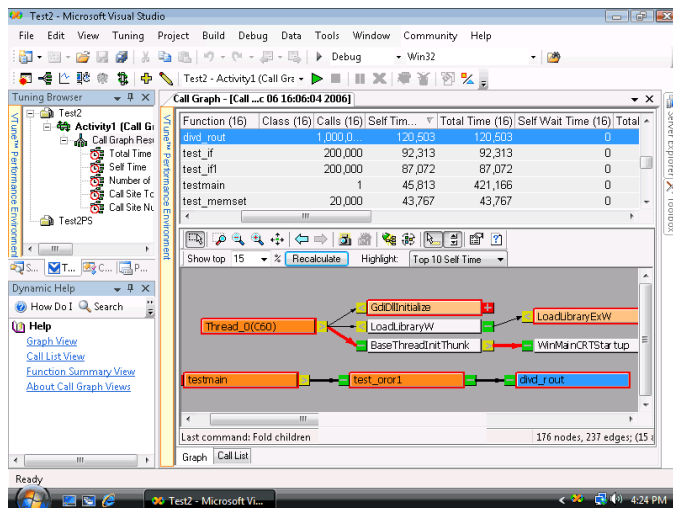 Test2 - Microsoft Visual Studio
File Edit View Tuning Project Build Debug Data Tools Window Community Help
Debug Win32
Test2 - Activity1 (Call Gra
Tuning Browser
Test2
Activity1 (Call G
Call Graph Resu
Total Time
Self Time
Number of
Call Site To
Call Site Nu
Test2PS
S... T... C... P...
Dynamic Help
How Do I Search
Help
Graph View
Call List View
Function Summary View
About Call Graph Views
VTune™ Performance Environment
Call Graph - [Call ...c 06 16:06:04 2006]
Function (16) Class (16) Calls (16) Self Tim... Total Time (16) Self Wait Time (16) Total
divd_rout 1,000,0... 120,503 120,503 0
test_if 200,000 92,313 92,313 0
test_if1 200,000 87,072 87,072 0
testmain 1 45,813 421,166 0
test_memset 20,000 43,767 43,767 0
Show top 15 % Recalculate Highlight: Top 10 Self Time
GdiDllInitialize
LoadLibraryExW
Thread_0(C60) LoadLibraryW
BaseThreadInitThunk WinMainCRTStartup
testmain test_oror1 divd_rout
Last command: Fold children 176 nodes, 237 edges; (15
Graph Call List
VTune™ Performance Environment
Server Explorer
Toolbox
Ready
Test2 - Microsoft Vi... 4:24 PM